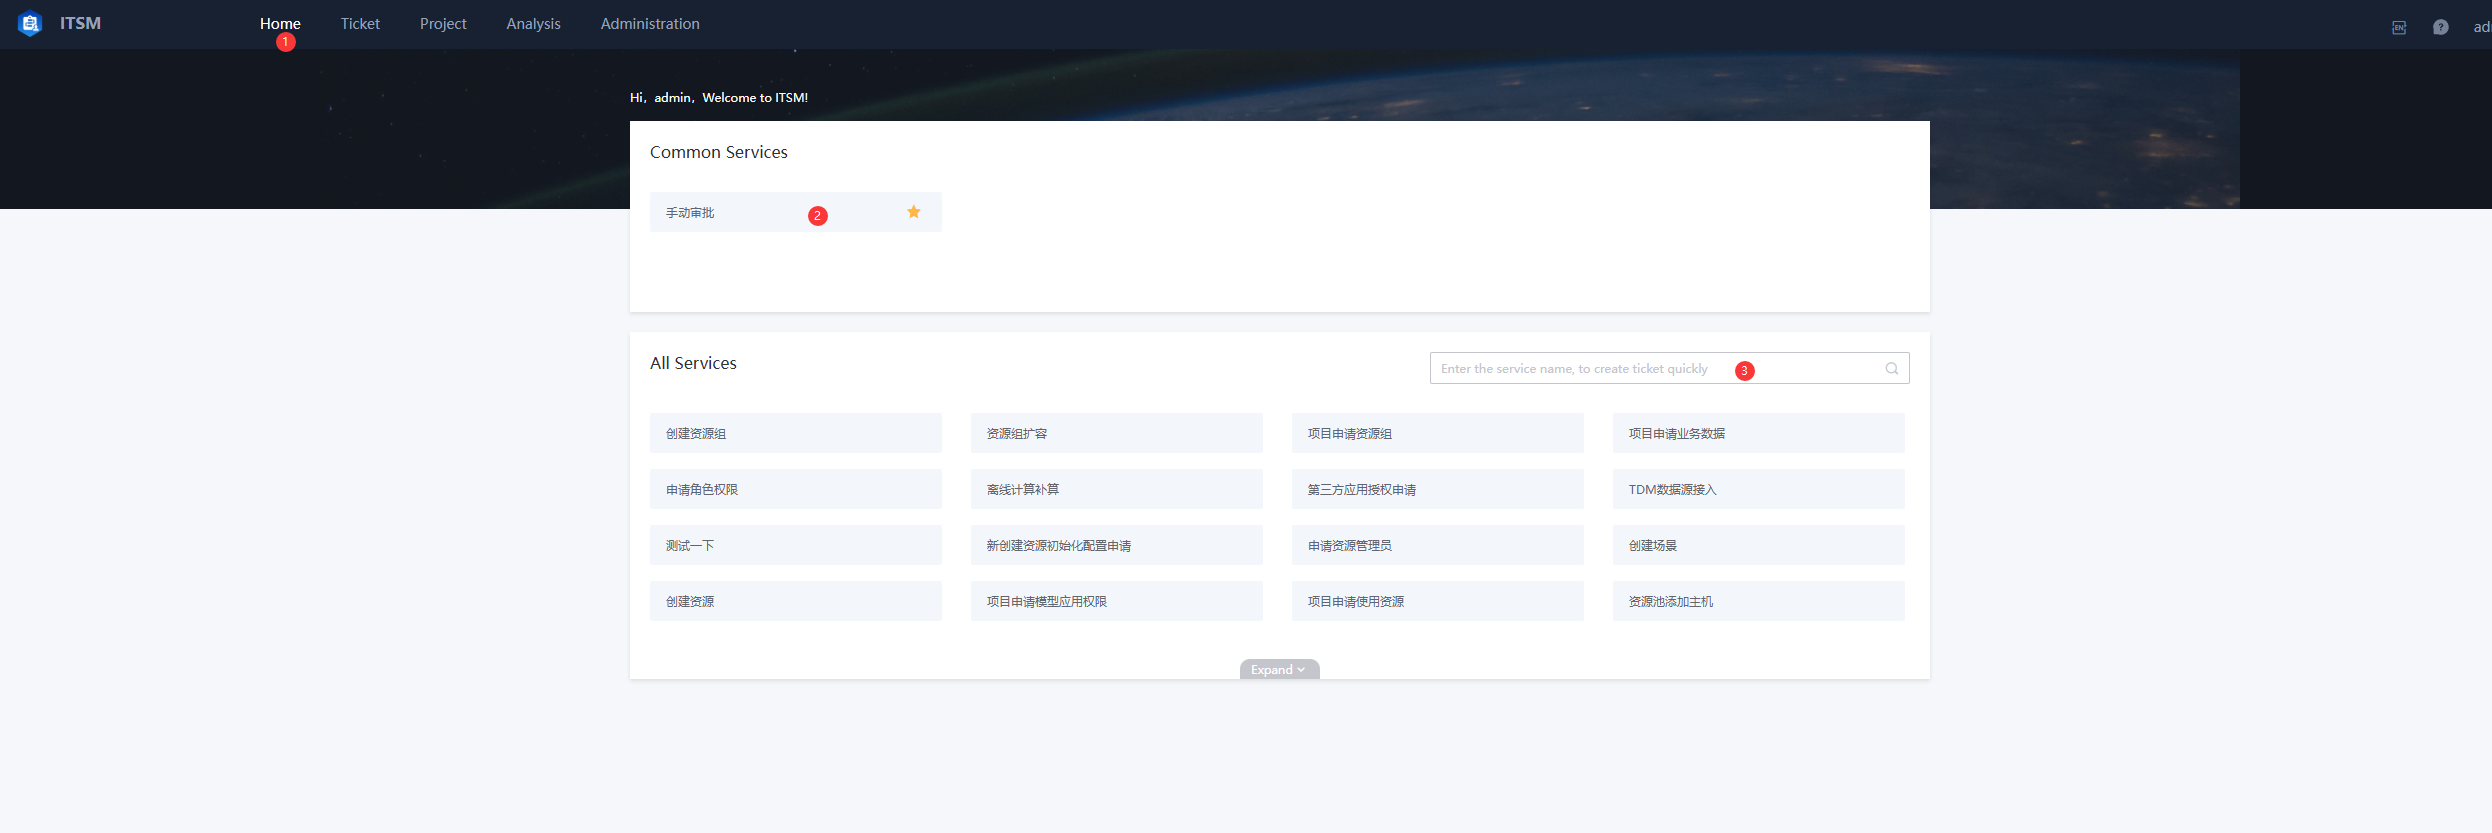 ITSM Home Ticket Project Analysis Administration EN ? ad
1
Hi, admin, Welcome to ITSM!
Common Services
手动审批 2
All Services
Enter the service name, to create ticket quickly 3
创建资源组 资源组扩容 项目申请资源组 项目申请业务数据
申请角色权限 离线计算补算 第三方应用授权申请 TDM数据源接入
测试一下 新创建资源初始化配置申请 申请资源管理员 创建场景
创建资源 项目申请模型应用权限 项目申请使用资源 资源池添加主机
Expand